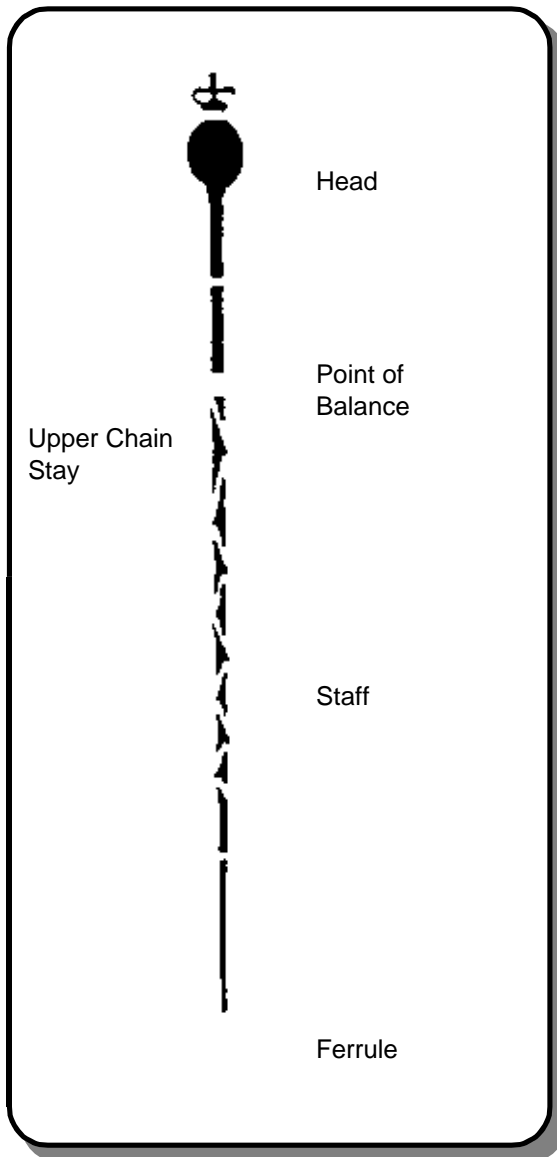 Head
Point of
Balance
Upper Chain
Stay
Staff
Ferrule